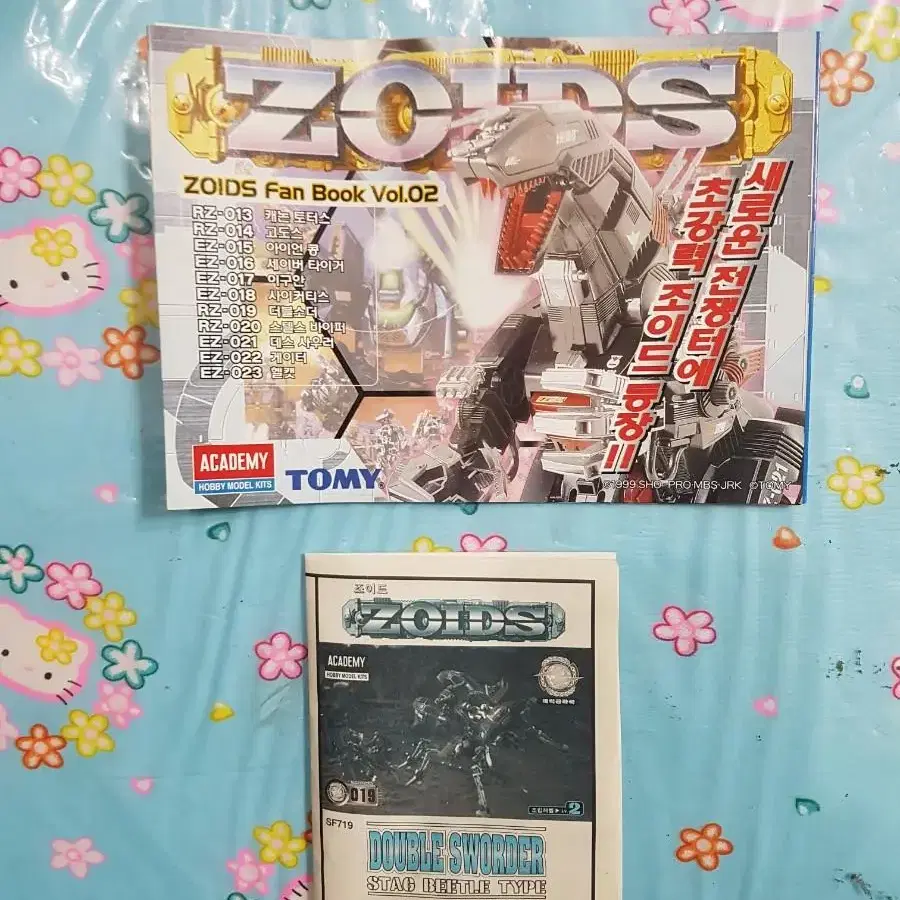 ZOIDS
ZOIDS Fan Book Vol.02
RZ-013 캐논 토터스
RZ-014 고도스
EZ-015 아이언 콩
EZ-016 세이버 타이거
EZ-017 이구안
EZ-018 사이커티스
RZ-019 더블소더
RZ-020 스텔스 바이퍼
EZ-021 데스 사우러
EZ-022 게이터
EZ-023 헬캣
새로운 전쟁터에
초강력 조이드 등장!!
ACADEMY
HOBBY MODEL KITS
TOMY
©1999 SHO-PRO·MBS·JRK ©TOMY
조이드
ZOIDS
ACADEMY
HOBBY MODEL KITS
019
2
SF719
DOUBLE SWORDER
STAG BEETLE TYPE